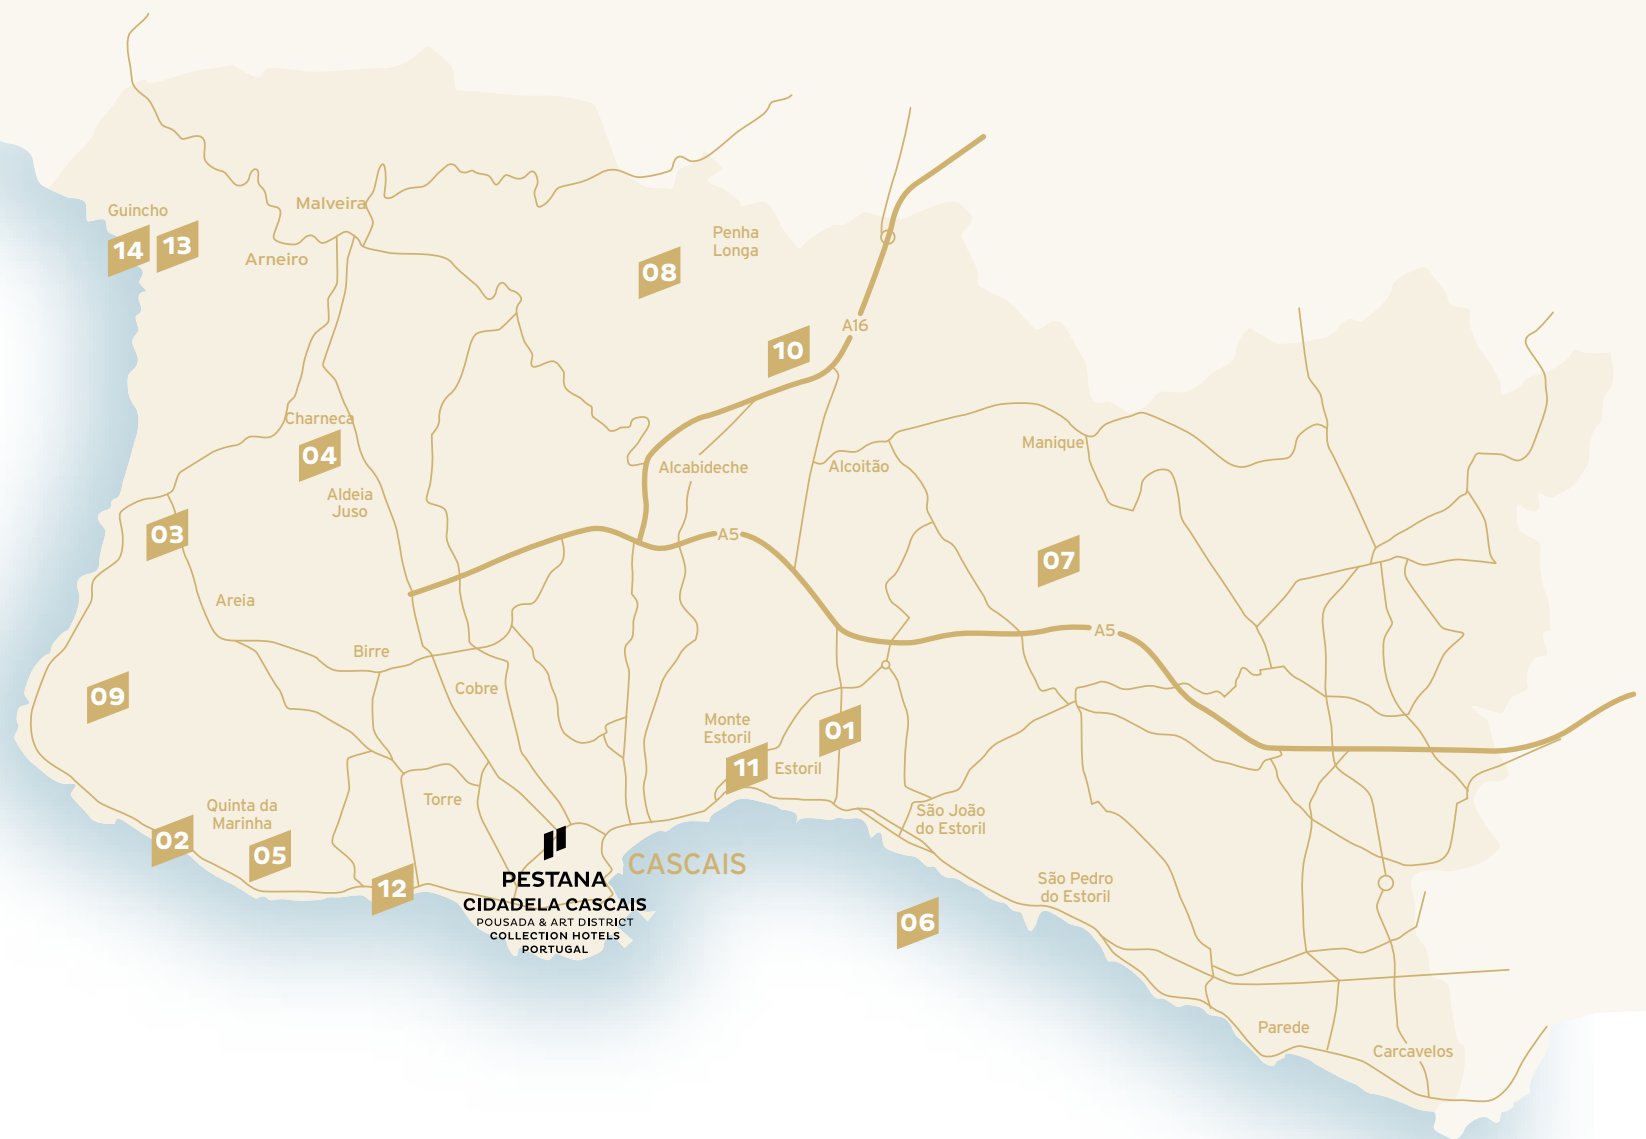 Malveira
Guincho
14
13
Arneiro
Penha
Longa
08
A16
10
Charneca
04
Aldeia
Juso
Alcabideche
Alcoitão
Manique
03
A5
07
Areia
A5
Birre
Cobre
09
Monte
Estoril
01
11
Estoril
Torre
Quinta da
Marinha
02
05
São João
do Estoril
CASCAIS
12
PESTANA
CIDADELA CASCAIS
POUSADA & ART DISTRICT
COLLECTION HOTELS
PORTUGAL
São Pedro
do Estoril
06
Parede
Carcavelos